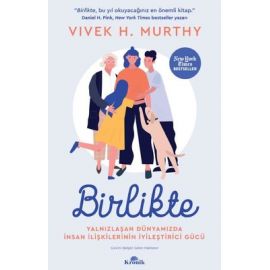 "Birlikte, bu yıl okuyacağınız en önemli kitap."
Daniel H. Pink, New York Times bestseller yazarı
VIVEK H. MURTHY
New York
Times
BESTSELLER
Birlikte
YALNIZLAŞAN DÜNYAMIZDA
İNSAN İLİŞKİLERİNİN İYİLEŞTİRİCİ GÜCÜ
Kronik